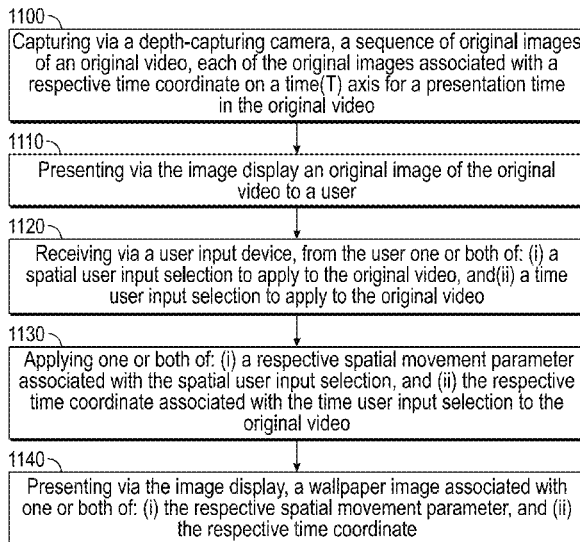 1100
Capturing via a depth-capturing camera, a sequence of original images
of an original video, each of the original images associated with a
respective time coordinate on a time(T) axis for a presentation time
in the original video
1110
Presenting via the image display an original image of the original
video to a user
1120
Receiving via a user input device, from the user one or both of: (i) a
spatial user input selection to apply to the original video, and(ii) a time
user input selection to apply to the original video
1130
Applying one or both of: (i) a respective spatial movement parameter
associated with the spatial user input selection, and (ii) the respective
time coordinate associated with the time user input selection to the
original video
1140
Presenting via the image display, a wallpaper image associated with
one or both of: (i) the respective spatial movement parameter, and (ii)
the respective time coordinate